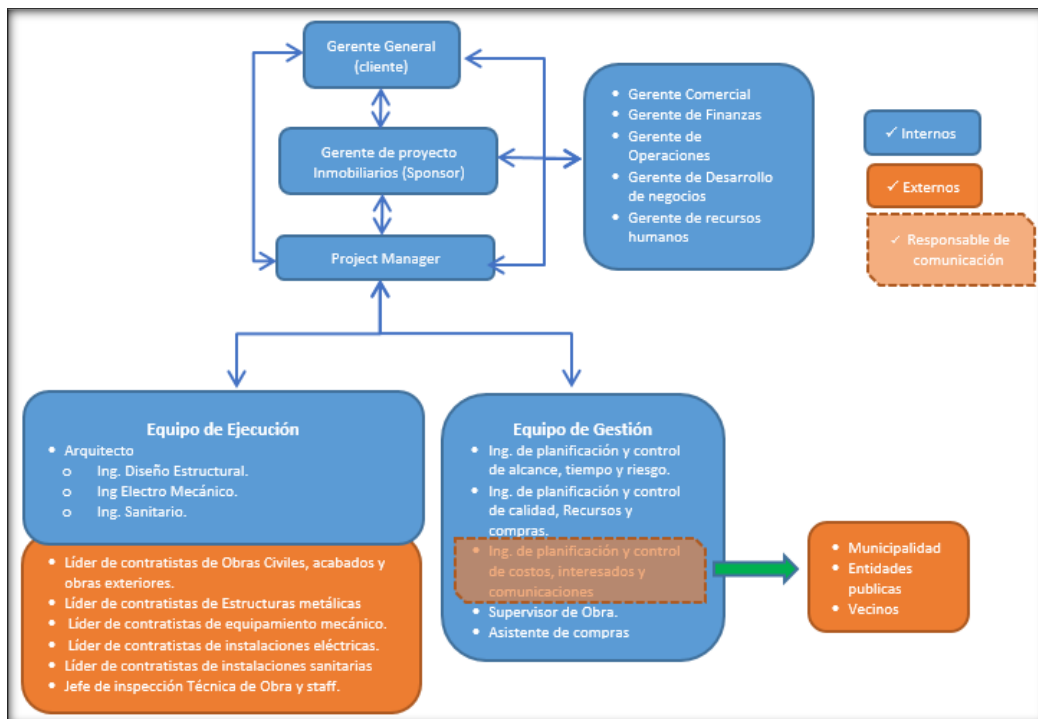 Gerente General
(cliente)
Gerente de proyecto
Inmobiliarios (Sponsor)
Project Manager
• Gerente Comercial
• Gerente de Finanzas
• Gerente de
Operaciones
• Gerente de Desarrollo
de negocios
• Gerente de recursos
humanos
✓ Internos
✓ Externos
✓ Responsable de
comunicación
Equipo de Ejecución
• Arquitecto
o Ing. Diseño Estructural.
o Ing Electro Mecánico.
o Ing. Sanitario.
• Líder de contratistas de Obras Civiles, acabados y
obras exteriores.
• Líder de contratistas de Estructuras metálicas
• Líder de contratistas de equipamiento mecánico.
• Líder de contratistas de instalaciones eléctricas.
• Líder de contratistas de instalaciones sanitarias
• Jefe de inspección Técnica de Obra y staff.
Equipo de Gestión
• Ing. de planificación y control
de alcance, tiempo y riesgo.
• Ing. de planificación y control
de calidad, Recursos y
compras.
• Ing. de planificación y control
de costos, interesados y
comunicaciones
• Supervisor de Obra.
• Asistente de compras
• Municipalidad
• Entidades
publicas
• Vecinos